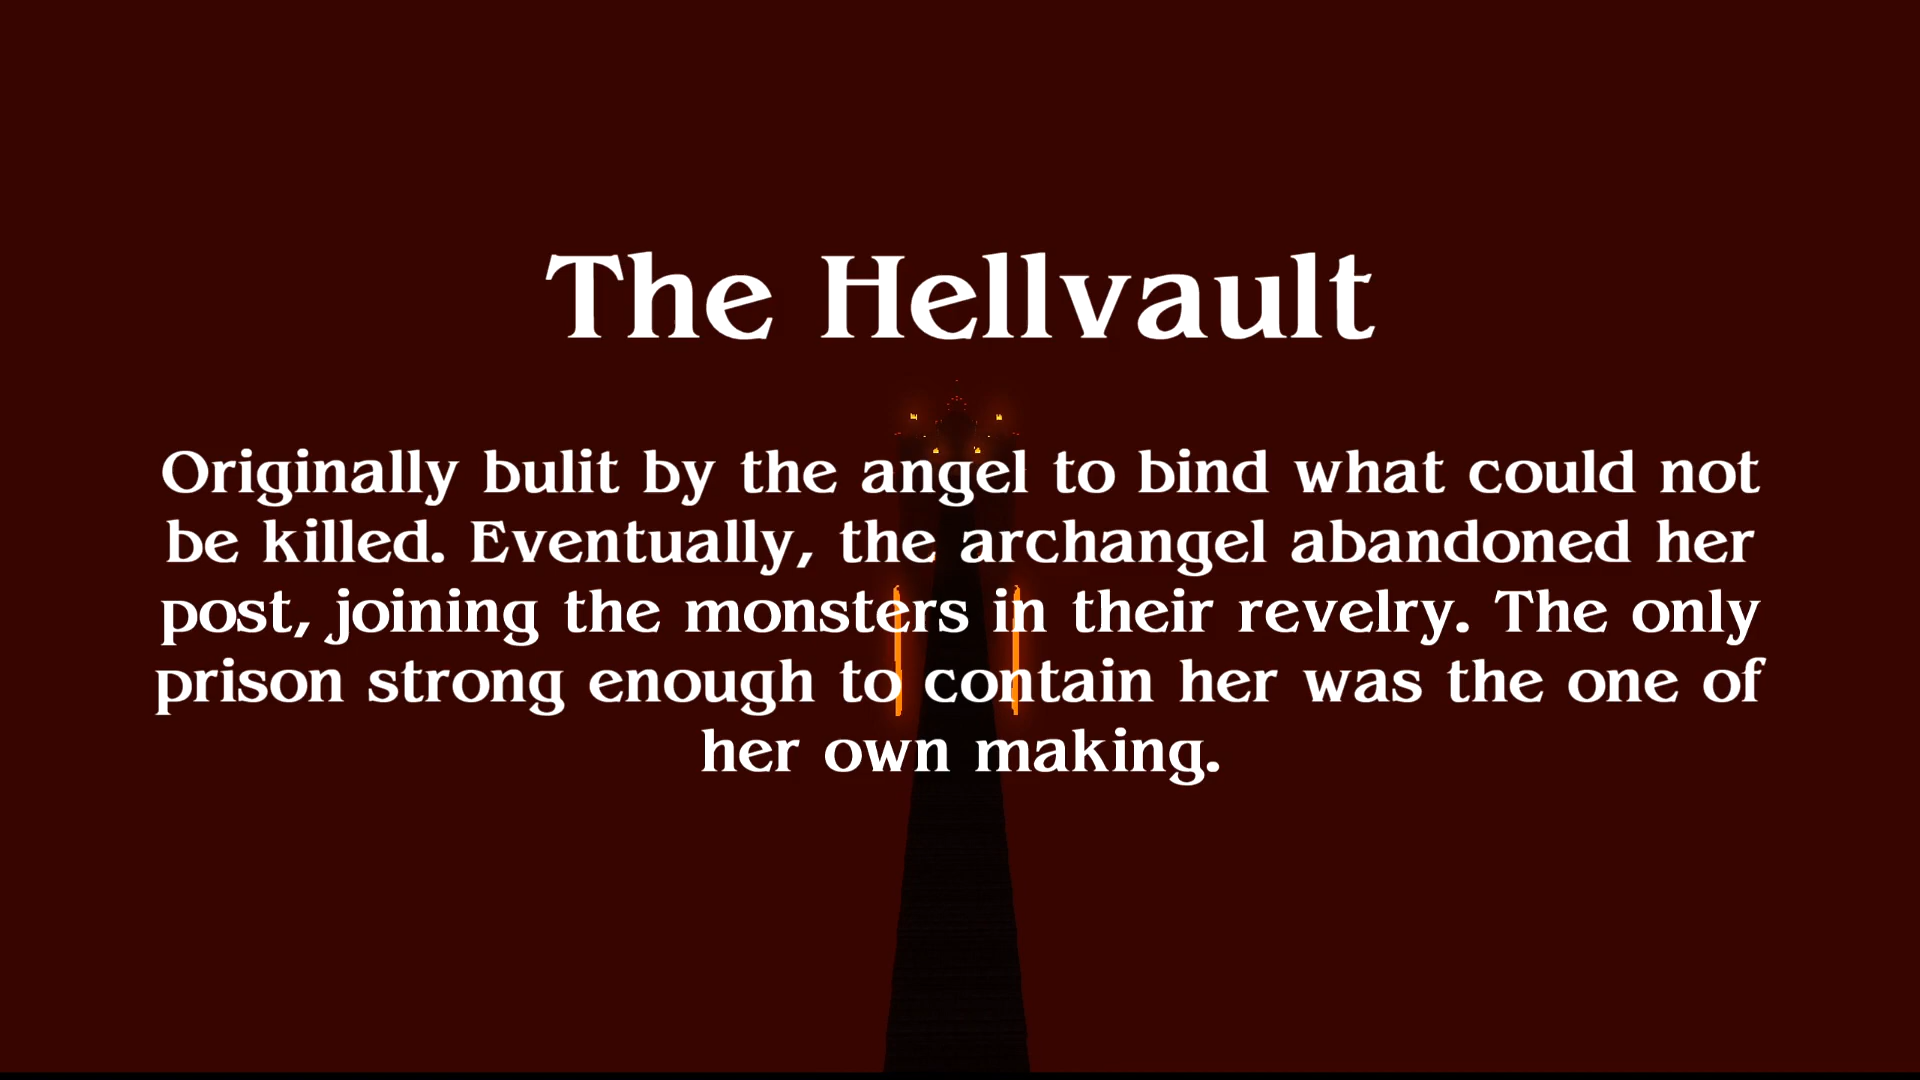 The Hellvault
Originally bulit by the angel to bind what could not
be killed. Eventually, the archangel abandoned her
post, joining the monsters in their revelry. The only
prison strong enough to contain her was the one of
her own making.